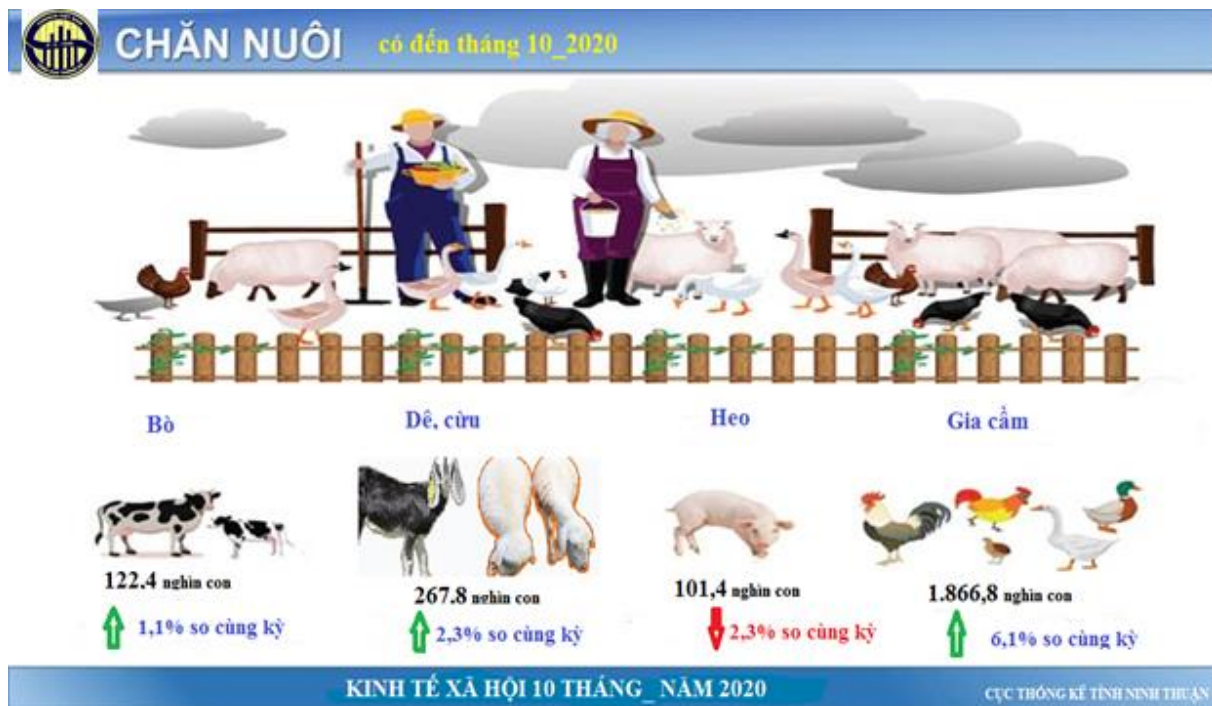 CHĂN NUÔI có đến tháng 10_2020
Bò Dê, cừu Heo Gia cầm
122.4 nghìn con 267.8 nghìn con 101,4 nghìn con 1.866,8 nghìn con
1,1% so cùng kỳ 2,3% so cùng kỳ 2,3% so cùng kỳ 6,1% so cùng kỳ
KINH TẾ XÃ HỘI 10 THÁNG_ NĂM 2020
CỤC THỐNG KÊ TỈNH NINH THUẬN